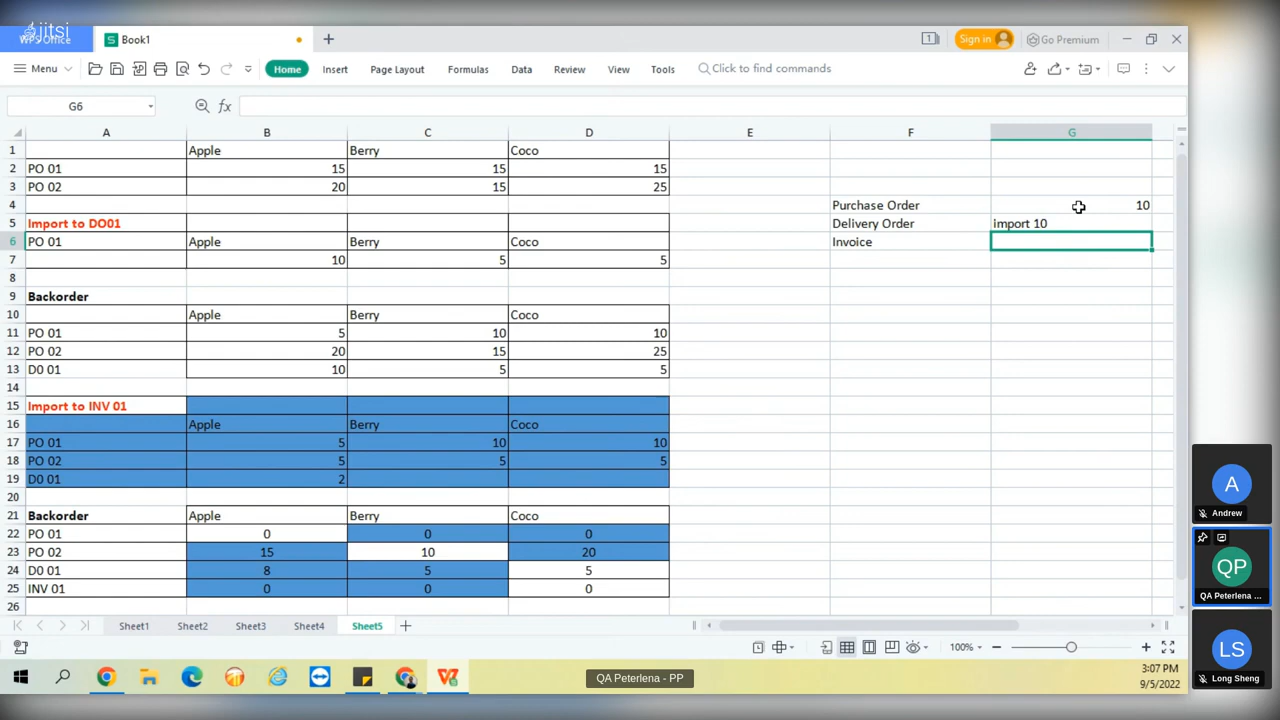 jitsi
WPS Office
Book1
1
Sign in
Go Premium
Menu
Home
Insert
Page Layout
Formulas
Data
Review
View
Tools
Click to find commands
G6
fx
A B C D E F G
1 Apple Berry Coco
2 PO 01 15 15 15
3 PO 02 20 15 25
4 Purchase Order 10
5 Import to DO01 Delivery Order import 10
6 PO 01 Apple Berry Coco Invoice
7 10 5 5
8
9 Backorder
10 Apple Berry Coco
11 PO 01 5 10 10
12 PO 02 20 15 25
13 D0 01 10 5 5
14
15 Import to INV 01
16 Apple Berry Coco
17 PO 01 5 10 10
18 PO 02 5 5 5
19 D0 01 2
20
21 Backorder Apple Berry Coco
22 PO 01 0 0 0
23 PO 02 15 10 20
24 D0 01 8 5 5
25 INV 01 0 0 0
26
Sheet1 Sheet2 Sheet3 Sheet4 Sheet5
100%
QA Peterlena - PP
3:07 PM
9/5/2022
A
Andrew
QP
QA Peterlena ...
LS
Long Sheng